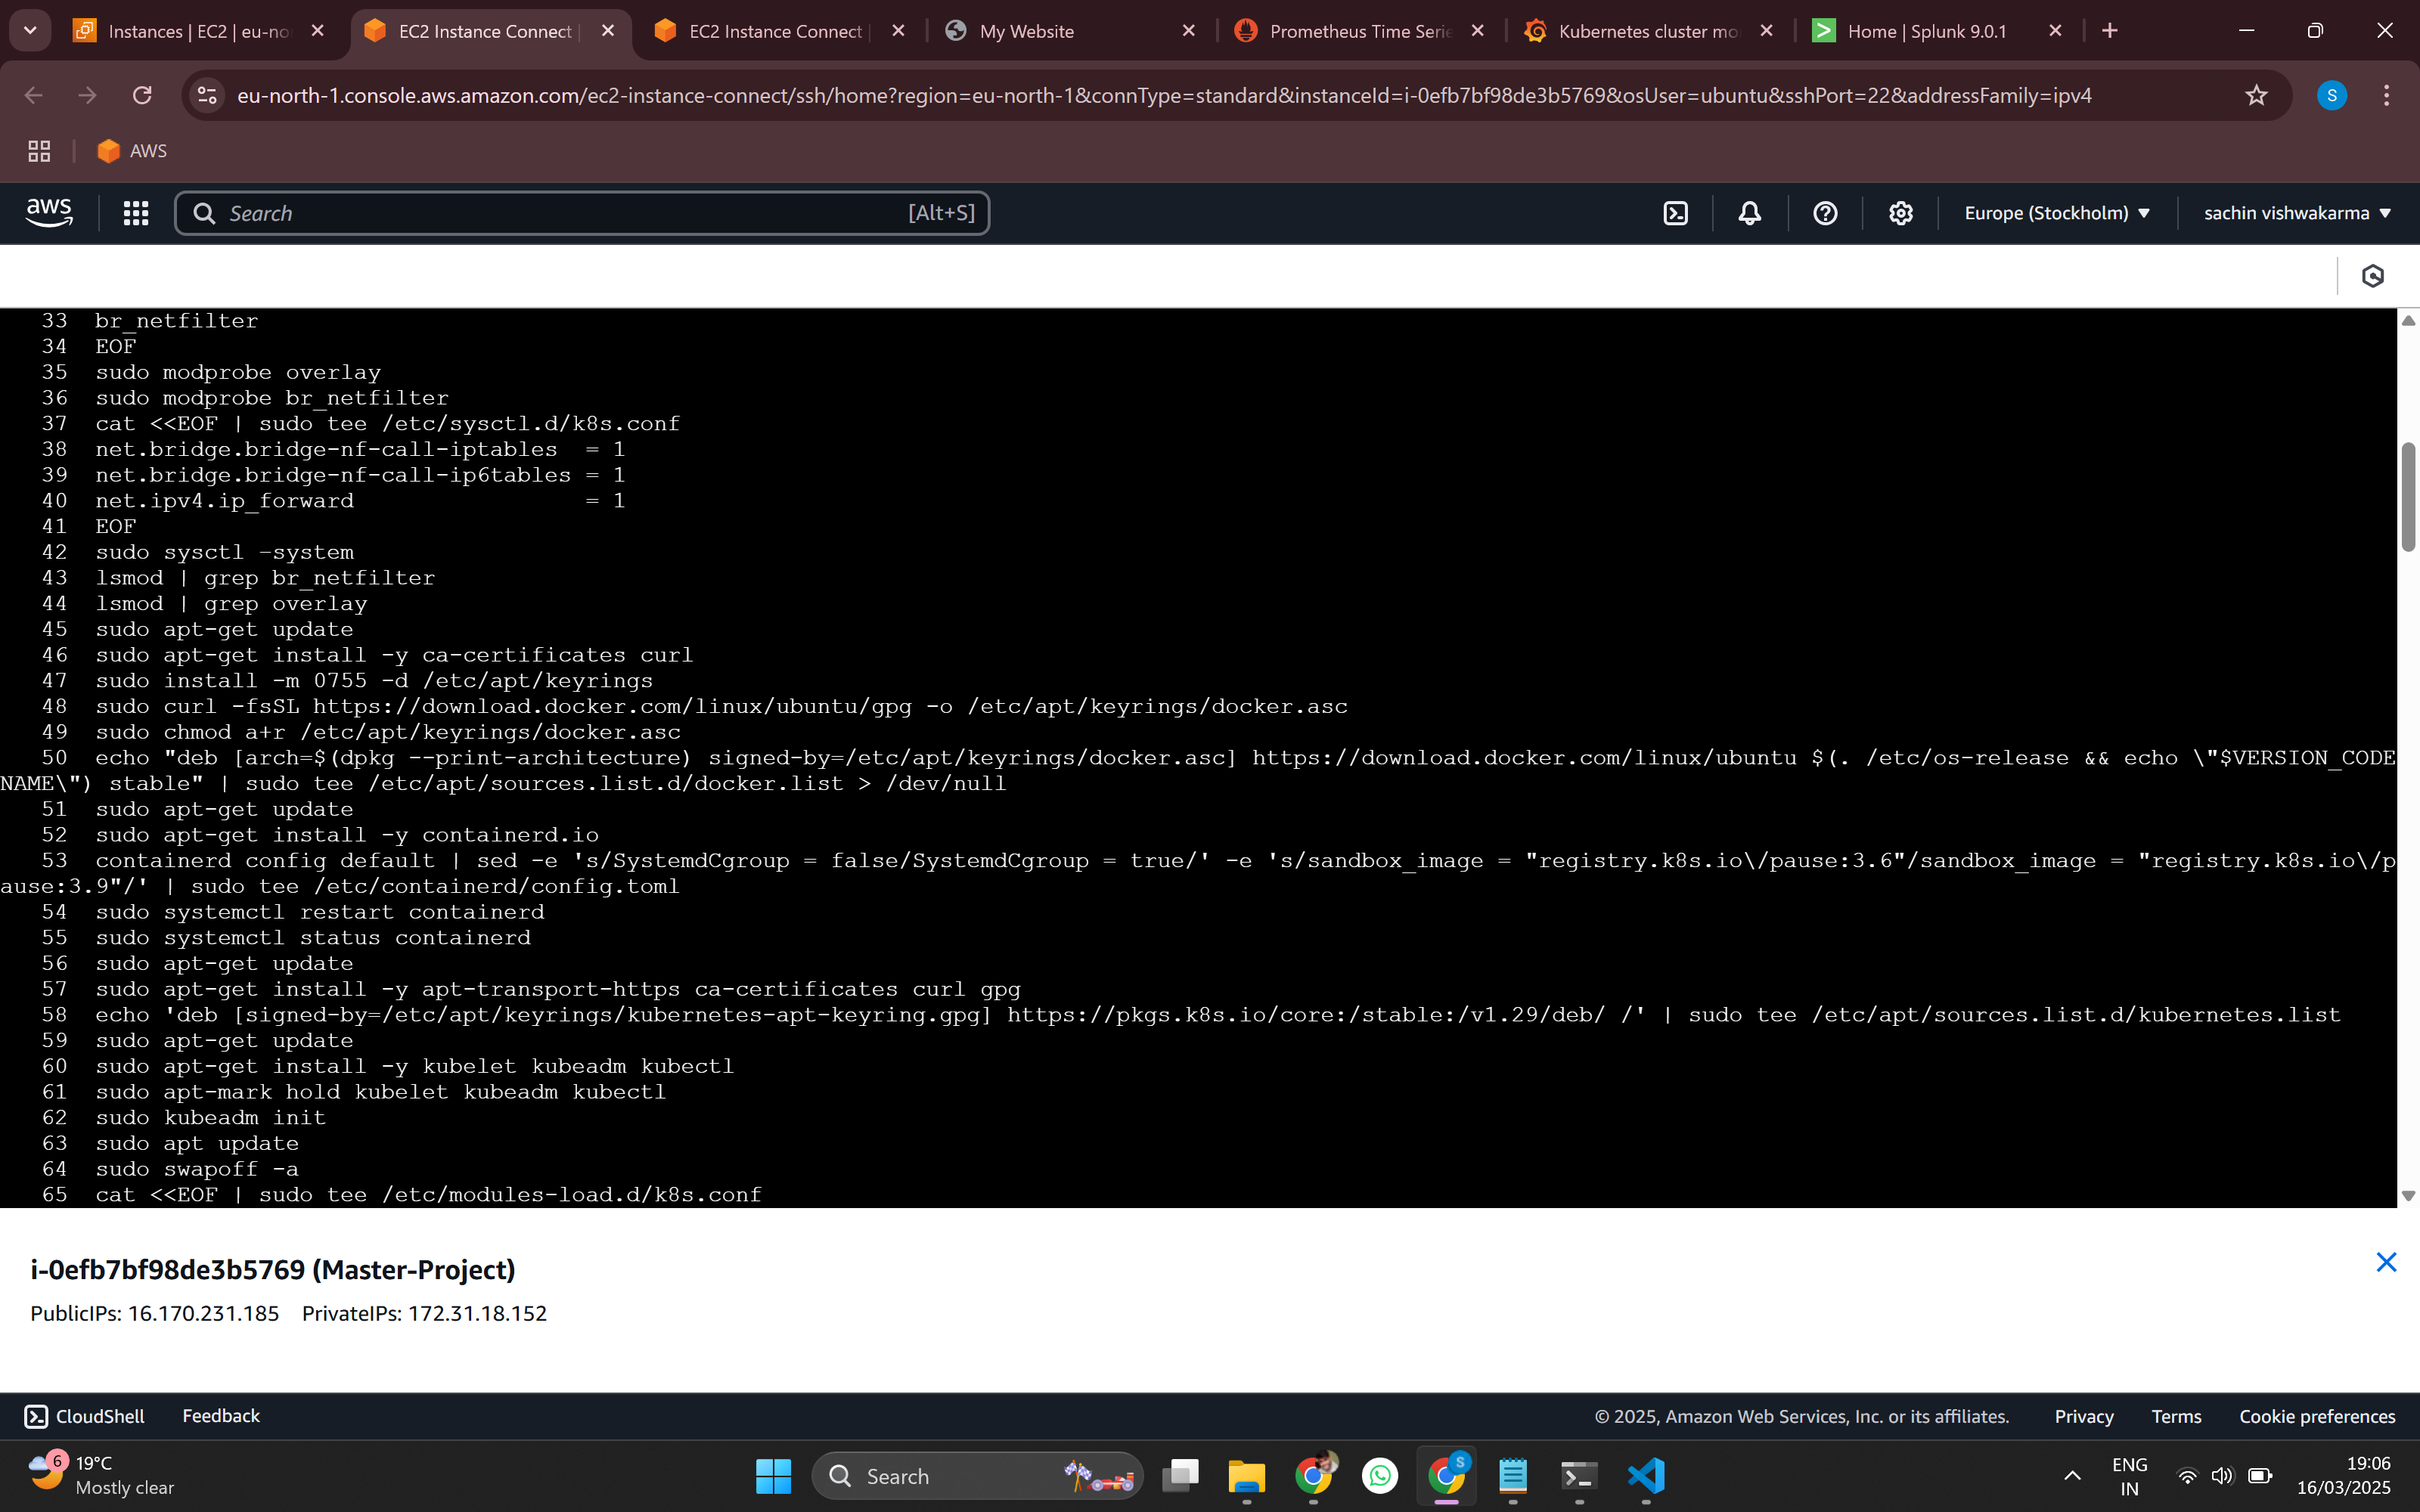 Instances | EC2 | eu-no
EC2 Instance Connect |
EC2 Instance Connect |
My Website
Prometheus Time Serie
Kubernetes cluster mo
Home | Splunk 9.0.1
eu-north-1.console.aws.amazon.com/ec2-instance-connect/ssh/home?region=eu-north-1&connType=standard&instanceId=i-0efb7bf98de3b5769&osUser=ubuntu&sshPort=22&addressFamily=ipv4
S
AWS
aws
Search
[Alt+S]
Europe (Stockholm)
sachin vishwakarma
33 br_netfilter
34 EOF
35 sudo modprobe overlay
36 sudo modprobe br_netfilter
37 cat <<EOF | sudo tee /etc/sysctl.d/k8s.conf
38 net.bridge.bridge-nf-call-iptables  = 1
39 net.bridge.bridge-nf-call-ip6tables = 1
40 net.ipv4.ip_forward                 = 1
41 EOF
42 sudo sysctl –system
43 lsmod | grep br_netfilter
44 lsmod | grep overlay
45 sudo apt-get update
46 sudo apt-get install -y ca-certificates curl
47 sudo install -m 0755 -d /etc/apt/keyrings
48 sudo curl -fsSL https://download.docker.com/linux/ubuntu/gpg -o /etc/apt/keyrings/docker.asc
49 sudo chmod a+r /etc/apt/keyrings/docker.asc
50 echo "deb [arch=$(dpkg --print-architecture) signed-by=/etc/apt/keyrings/docker.asc] https://download.docker.com/linux/ubuntu $(. /etc/os-release && echo \"$VERSION_CODE
NAME\") stable" | sudo tee /etc/apt/sources.list.d/docker.list > /dev/null
51 sudo apt-get update
52 sudo apt-get install -y containerd.io
53 containerd config default | sed -e 's/SystemdCgroup = false/SystemdCgroup = true/' -e 's/sandbox_image = "registry.k8s.io\/pause:3.6"/sandbox_image = "registry.k8s.io\/p
ause:3.9"/' | sudo tee /etc/containerd/config.toml
54 sudo systemctl restart containerd
55 sudo systemctl status containerd
56 sudo apt-get update
57 sudo apt-get install -y apt-transport-https ca-certificates curl gpg
58 echo 'deb [signed-by=/etc/apt/keyrings/kubernetes-apt-keyring.gpg] https://pkgs.k8s.io/core:/stable:/v1.29/deb/ /' | sudo tee /etc/apt/sources.list.d/kubernetes.list
59 sudo apt-get update
60 sudo apt-get install -y kubelet kubeadm kubectl
61 sudo apt-mark hold kubelet kubeadm kubectl
62 sudo kubeadm init
63 sudo apt update
64 sudo swapoff -a
65 cat <<EOF | sudo tee /etc/modules-load.d/k8s.conf
i-0efb7bf98de3b5769 (Master-Project)
PublicIPs: 16.170.231.185 PrivateIPs: 172.31.18.152
CloudShell
Feedback
© 2025, Amazon Web Services, Inc. or its affiliates.
Privacy
Terms
Cookie preferences
6
19°C
Mostly clear
Search
S
ENG
IN
19:06
16/03/2025